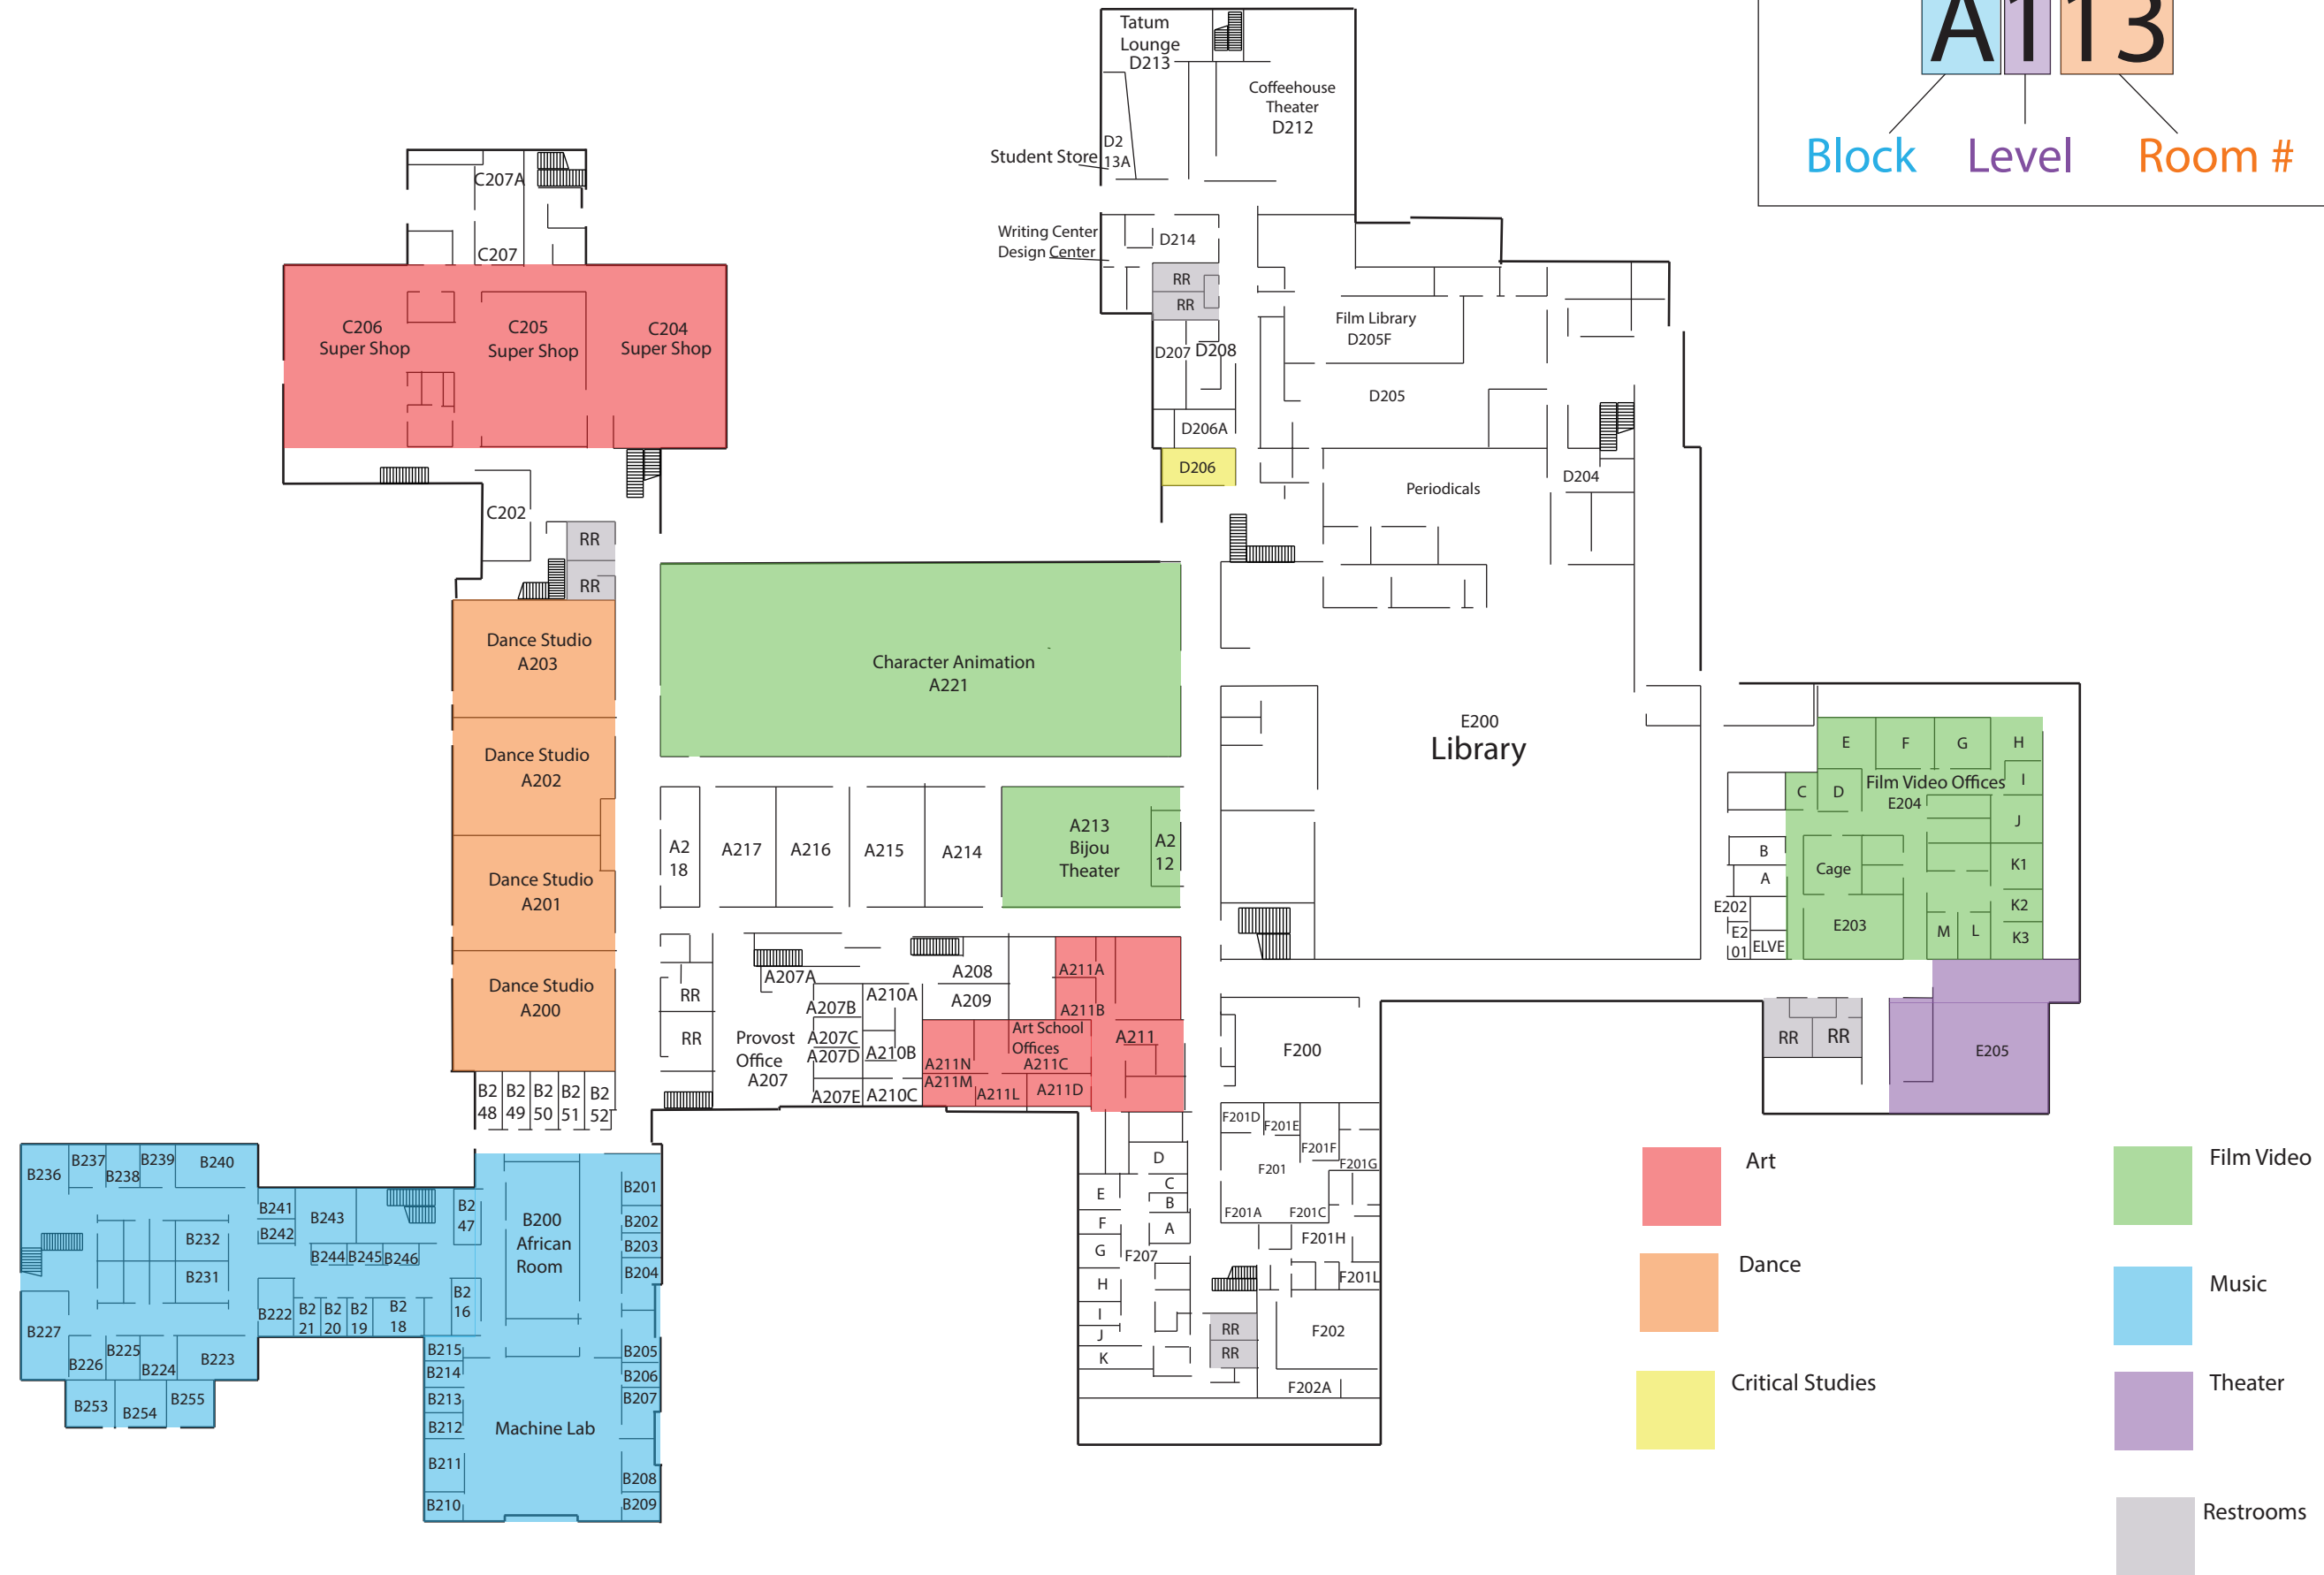 A113
Block
Level
Room #
Tatum
Lounge
D213
Coffeehouse
Theater
D212
D2
13A
Student Store
Writing Center
Design Center
D214
RR
RR
Film Library
D205F
D207
D208
D205
D206A
D206
D204
Periodicals
C207A
C207
C206
Super Shop
C205
Super Shop
C204
Super Shop
C202
RR
RR
Dance Studio
A203
Dance Studio
A202
Dance Studio
A201
Dance Studio
A200
Character Animation
A221
A2
18
A217
A216
A215
A214
A213
Bijou
Theater
A2
12
E200
Library
E
F
G
H
I
C
D
Film Video Offices
E204
J
B
A
Cage
K1
K2
K3
E202
E2
01
ELVE
E203
M
L
RR
RR
E205
RR
RR
Provost
Office
A207
A207A
A207B
A207C
A207D
A207E
A210A
A210B
A210C
A208
A209
A211A
A211B
Art School
Offices
A211
A211N
A211C
A211M
A211L
A211D
F200
F201D
F201E
F201F
F201G
F201
F201A
F201C
F201H
F201L
D
C
B
A
E
F
G
F207
H
I
J
K
RR
RR
F202
F202A
B2
48
B2
49
B2
50
B2
51
B2
52
B236
B237
B238
B239
B240
B241
B242
B243
B2
47
B244
B245
B246
B232
B231
B222
B2
21
B2
20
B2
19
B2
18
B2
16
B227
B226
B225
B224
B223
B253
B254
B255
B200
African
Room
B201
B202
B203
B204
B215
B214
B213
B212
B211
B210
Machine Lab
B205
B206
B207
B208
B209
Art
Dance
Critical Studies
Film Video
Music
Theater
Restrooms